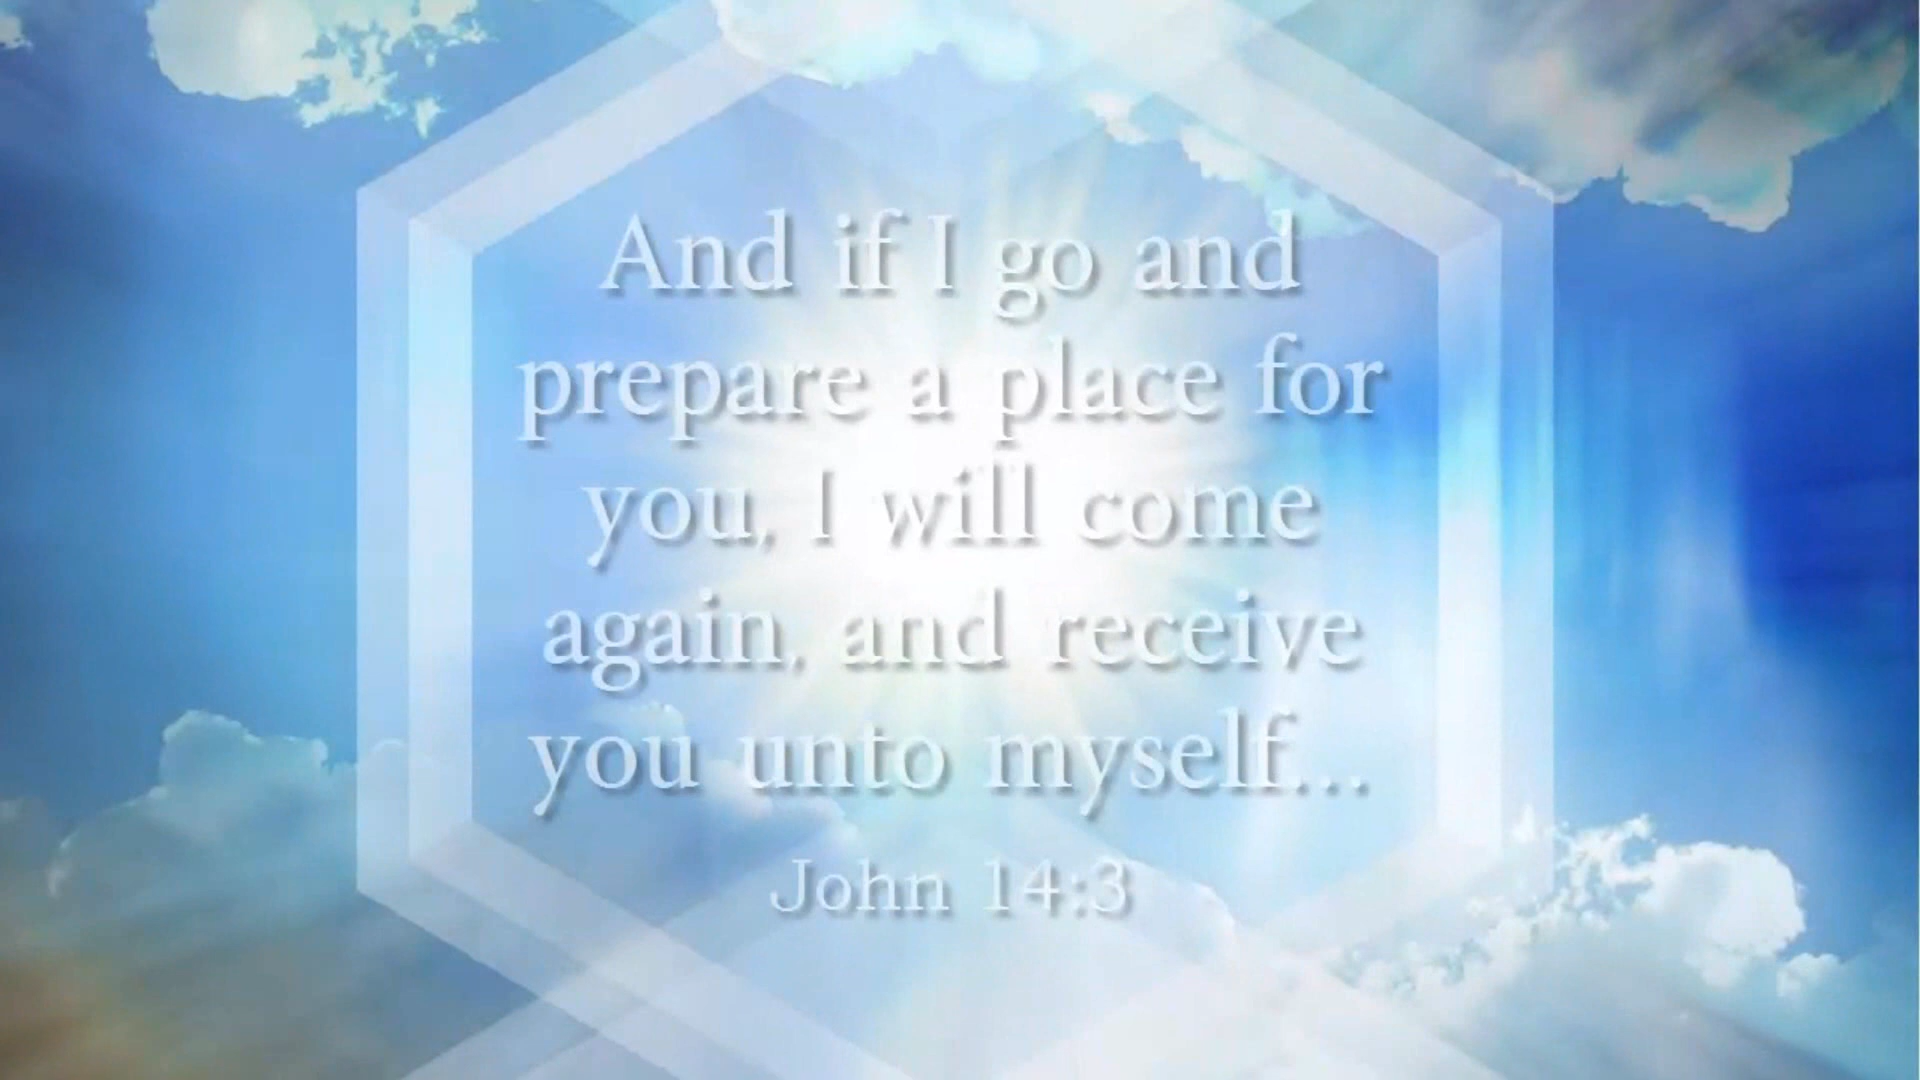 And if I go and
prepare a place for
you, I will come
again, and receive
you unto myself...
John 14:3